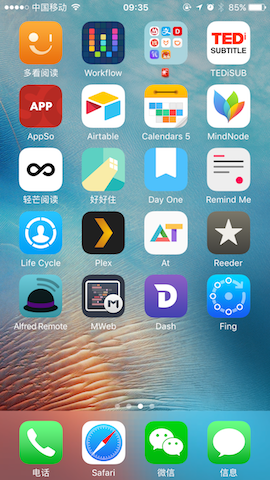 中国移动 09:35 85%
TED
SUBTITLE
多看阅读 Workflow TEDiSUB
APP
AppSo Airtable Calendars 5 MindNode
轻芒阅读 好好住 Day One Remind Me
AT
Life Cycle Plex At Reeder
M
D
Alfred Remote MWeb Dash Fing
电话 Safari 微信 信息